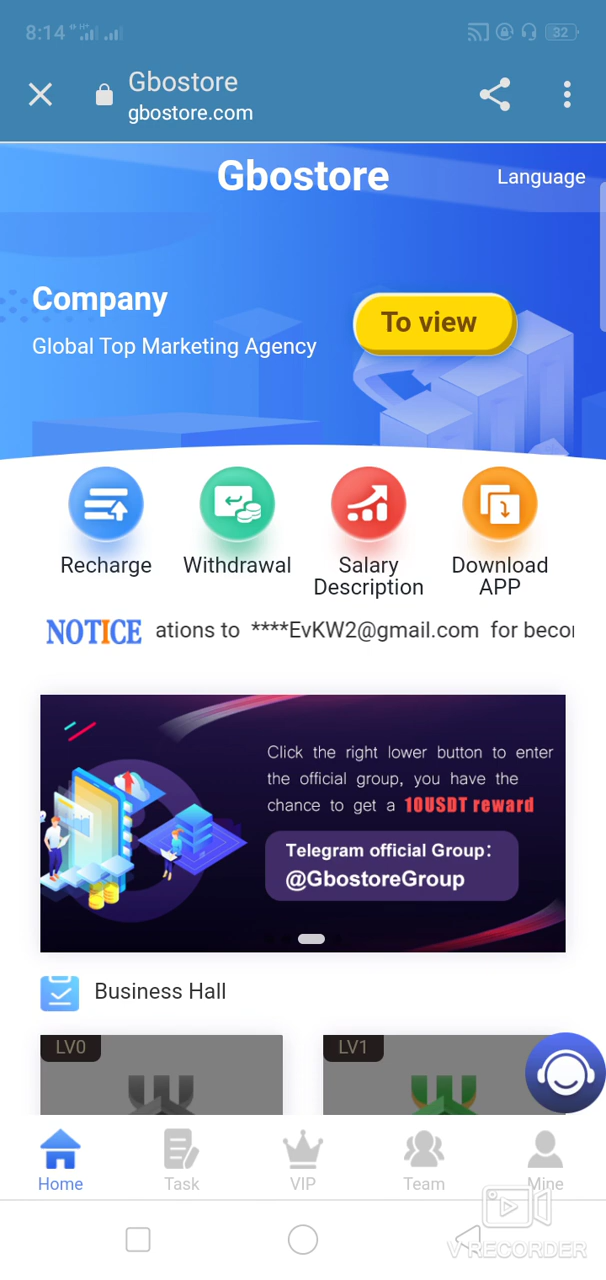 8:14
H+
32
Gbostore
gbostore.com
Gbostore
Language
Company
Global Top Marketing Agency
To view
Recharge
Withdrawal
Salary
Description
Download
APP
NOTICE
ations to ****EvKW2@gmail.com for becor
Click the right lower button to enter
the official group, you have the
chance to get a 10USDT reward
Telegram official Group:
@GbostoreGroup
Business Hall
LV0
LV1
Home
Task
VIP
Team
Mine
V RECORDER